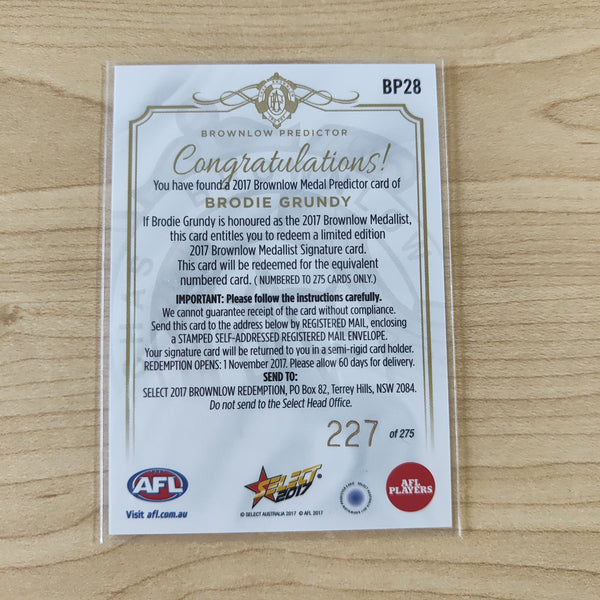 BP28
BROWNLOW PREDICTOR
Congratulations!
You have found a 2017 Brownlow Medal Predictor card of
BRODIE GRUNDY
If Brodie Grundy is honoured as the 2017 Brownlow Medallist,
this card entitles you to redeem a limited edition
2017 Brownlow Medallist Signature card.
This card will be redeemed for the equivalent
numbered card. ( NUMBERED TO 275 CARDS ONLY.)
IMPORTANT: Please follow the instructions carefully.
We cannot guarantee receipt of the card without compliance.
Send this card to the address below by REGISTERED MAIL, enclosing
a STAMPED SELF-ADDRESSED REGISTERED MAIL ENVELOPE.
Your signature card will be returned to you in a semi-rigid card holder.
REDEMPTION OPENS: 1 November 2017. Please allow 60 days for delivery.
SEND TO:
SELECT 2017 BROWNLOW REDEMPTION, PO Box 82, Terrey Hills, NSW 2084.
Do not send to the Select Head Office.
227 of 275
AFL
Visit afl.com.au
SELECT
2017
© SELECT AUSTRALIA 2017 © AFL 2017
AFL
PLAYERS